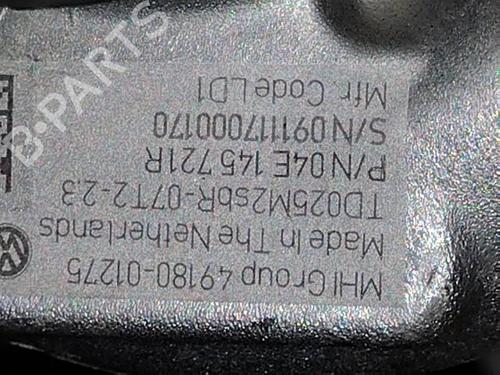 MHI Group 49180-01275
Made In The Netherlands
TD025M2sbR-07T2-2.3
P/N 04E 145 721R
S/N 091117000170
Mfr. Code LD1
B-PARTS